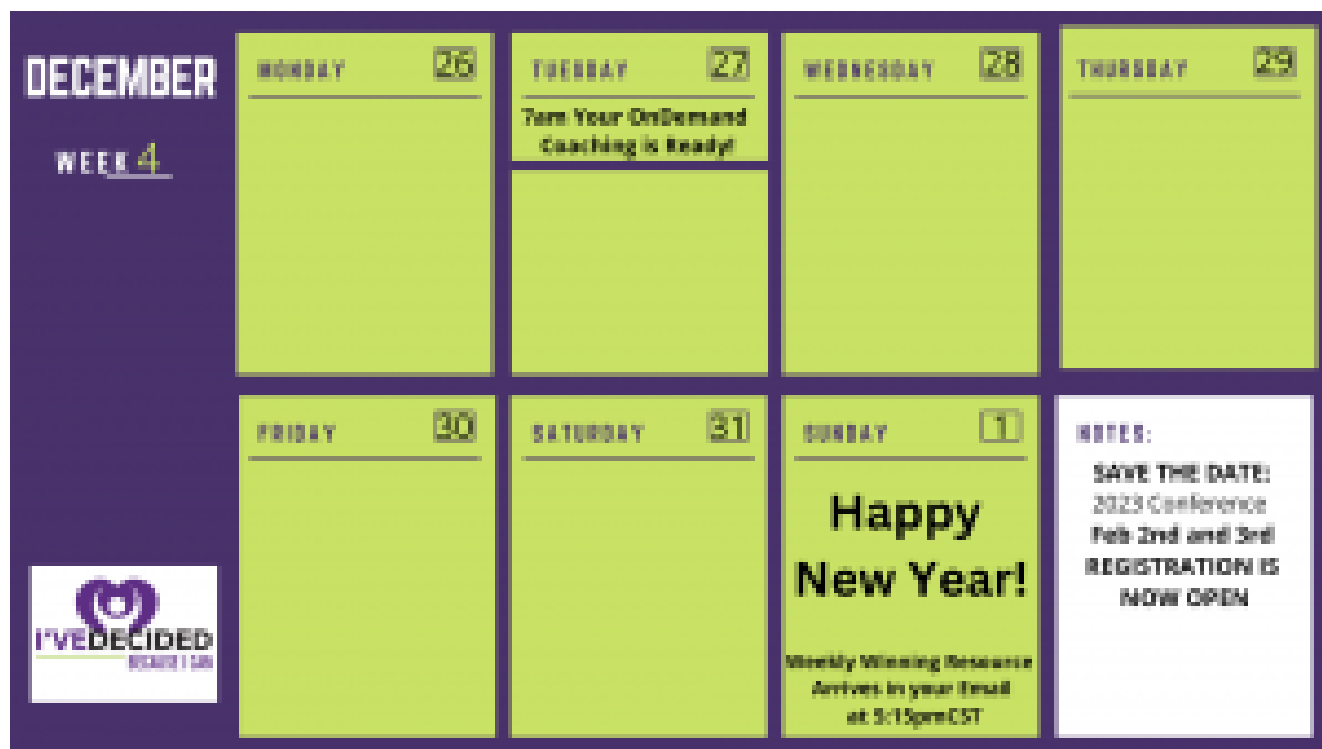 DECEMBER
WEEK 4
MONDAY 26
TUESDAY 27
7am Your OnDemand
Coaching is Ready!
WEDNESDAY 28
THURSDAY 29
FRIDAY 30
SATURDAY 31
SUNDAY 1
Happy
New Year!
Weekly Winning Resource
Arrives in your Email
at 5:15pmCST
NOTES:
SAVE THE DATE:
2023 Conference
Feb 2nd and 3rd
REGISTRATION IS
NOW OPEN
I'VEDECIDED
BECAUSE I CAN